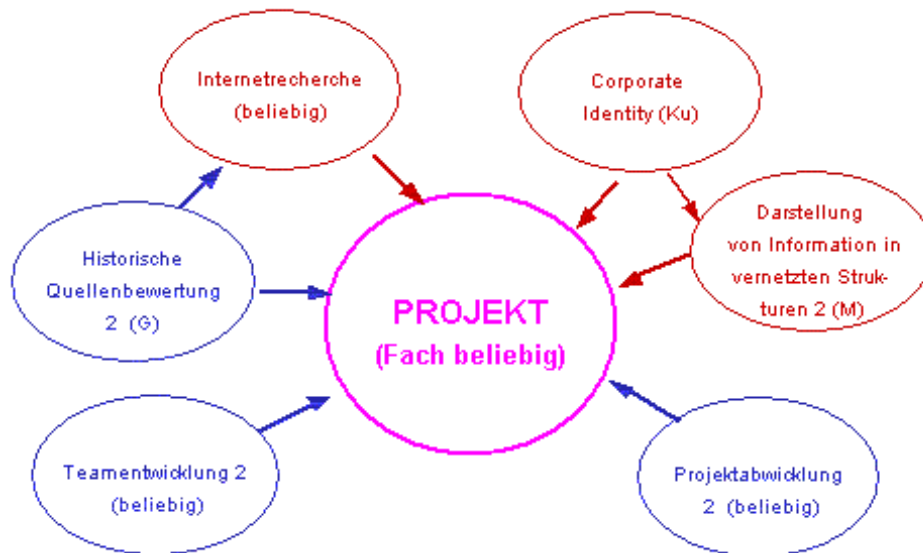 Internetrecherche
(beliebig)
Corporate
Identity (Ku)
Darstellung
von Information in
vernetzten Struk-
turen 2 (M)
Historische
Quellenbewertung
2 (G)
PROJEKT
(Fach beliebig)
Teamentwicklung 2
(beliebig)
Projektabwicklung
2 (beliebig)